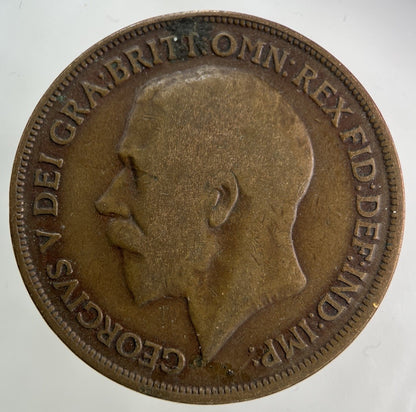 GEORGIVS V DEI GRA: BRITT: OMN: REX FID: DEF: IND: IMP: